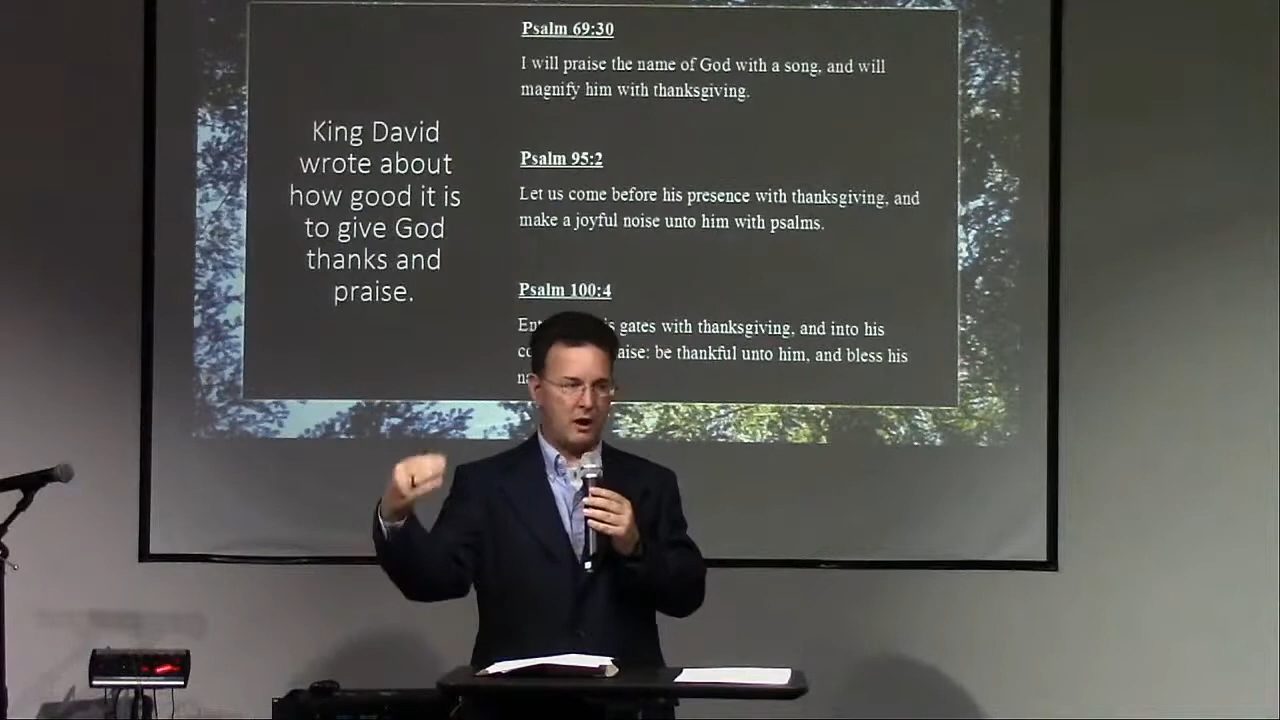 King David
wrote about
how good it is
to give God
thanks and
praise.
Psalm 69:30
I will praise the name of God with a song, and will
magnify him with thanksgiving.
Psalm 95:2
Let us come before his presence with thanksgiving, and
make a joyful noise unto him with psalms.
Psalm 100:4
gates with thanksgiving, and into his
be thankful unto him, and bless his